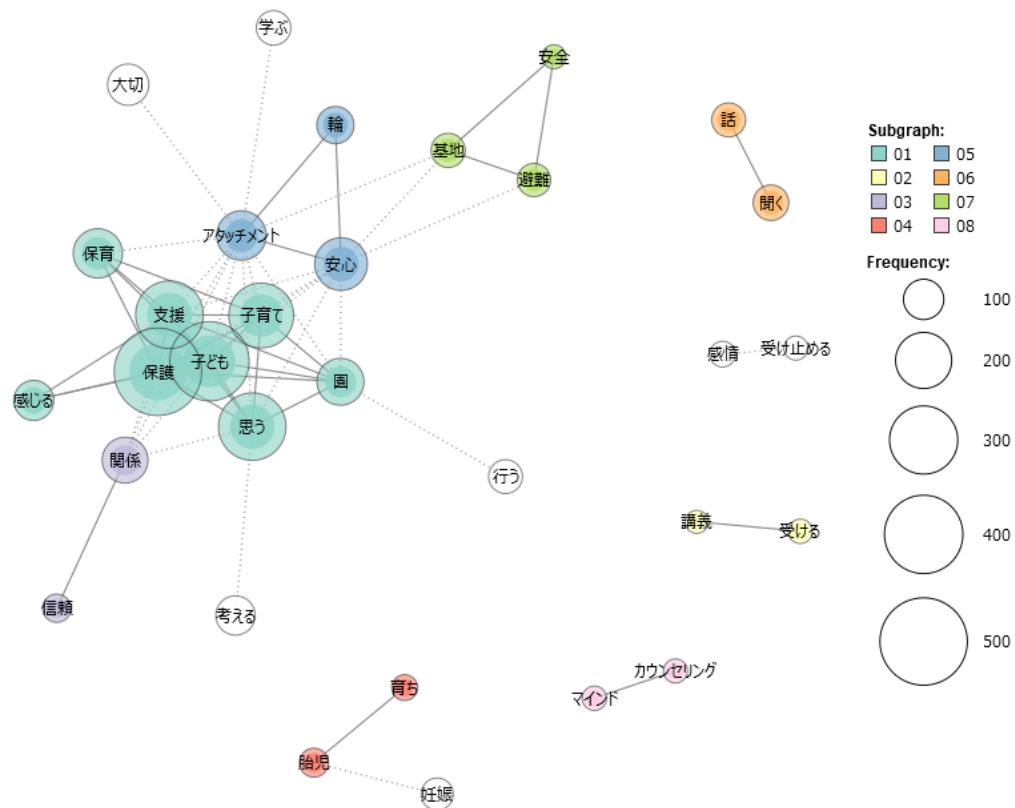 学ぶ
大切
安全
輪
話
基地
避難
聞く
アタッチメント
保育
安心
支援
子育て
感情
受け止める
子ども
保護
園
感じる
思う
関係
行う
講義
受ける
信頼
考える
カウンセリング
育ち
マインド
胎児
妊娠
Subgraph:
01
05
02
06
03
07
04
08
Frequency:
100
200
300
400
500